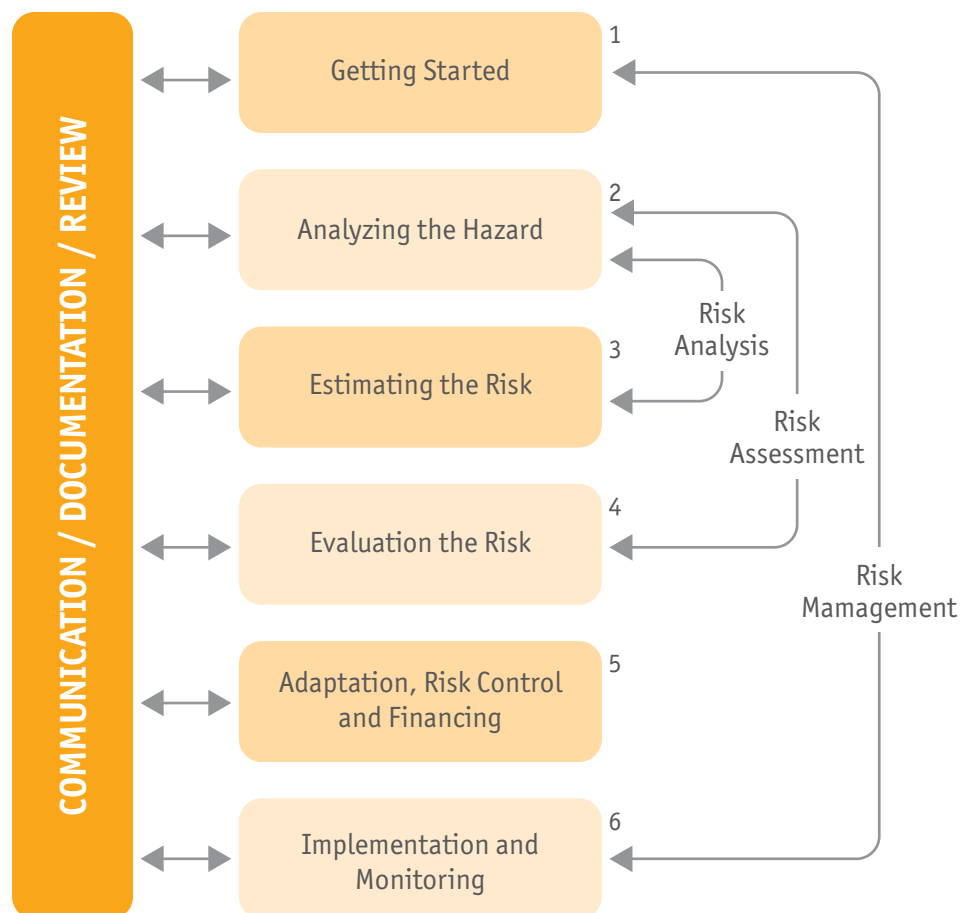 COMMUNICATION / DOCUMENTATION / REVIEW
1
Getting Started
2
Analyzing the Hazard
Risk
Analysis
3
Estimating the Risk
Risk
Assessment
4
Evaluation the Risk
Risk
Mamagement
5
Adaptation, Risk Control
and Financing
6
Implementation and
Monitoring